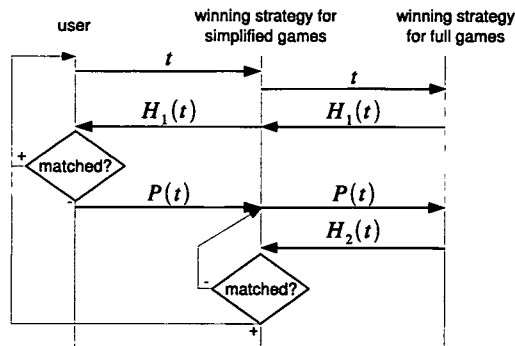 user
winning strategy for
simplified games
winning strategy
for full games
t
t
H₁(t)
H₁(t)
+
matched?
-
P(t)
P(t)
H₂(t)
-
matched?
+